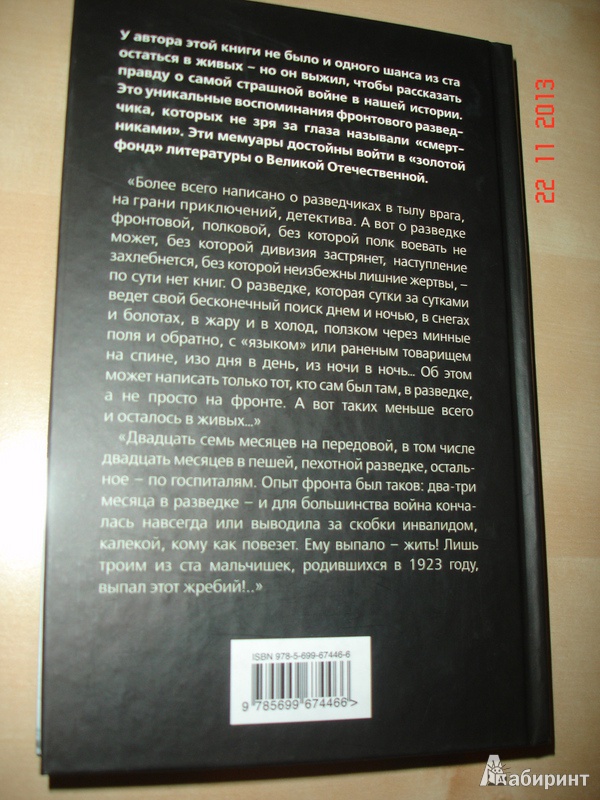 У автора этой книги не было и одного шанса из ста
остаться в живых – но он выжил, чтобы рассказать
правду о самой страшной войне в нашей истории.
Это уникальные воспоминания фронтового развед-
чика, которых не зря за глаза называли «смерт-
никами». Эти мемуары достойны войти в «золотой
фонд» литературы о Великой Отечественной.
«Более всего написано о разведчиках в тылу врага,
на грани приключений, детектива. А вот о разведке
фронтовой, полковой, без которой полк воевать не
может, без которой дивизия застрянет, наступление
захлебнется, без которой неизбежны лишние жертвы, –
по сути нет книг. О разведке, которая сутки за сутками
ведет свой бесконечный поиск днем и ночью, в снегах
и болотах, в жару и в холод, ползком через минные
поля и обратно, с «языком» или раненым товарищем
на спине, изо дня в день, из ночи в ночь... Об этом
может написать только тот, кто сам был там, в разведке,
а не просто на фронте. А вот таких меньше всего
и осталось в живых...»
«Двадцать семь месяцев на передовой, в том числе
двадцать месяцев в пешей, пехотной разведке, осталь-
ное – по госпиталям. Опыт фронта был таков: два-три
месяца в разведке – и для большинства война конча-
лась навсегда или выводила за скобки инвалидом,
калекой, кому как повезет. Ему выпало – жить! Лишь
троим из ста мальчишек, родившихся в 1923 году,
выпал этот жребий!..»
ISBN 978-5-699-67446-6
9 785699 674466 >
22 11 2013
Лабиринт